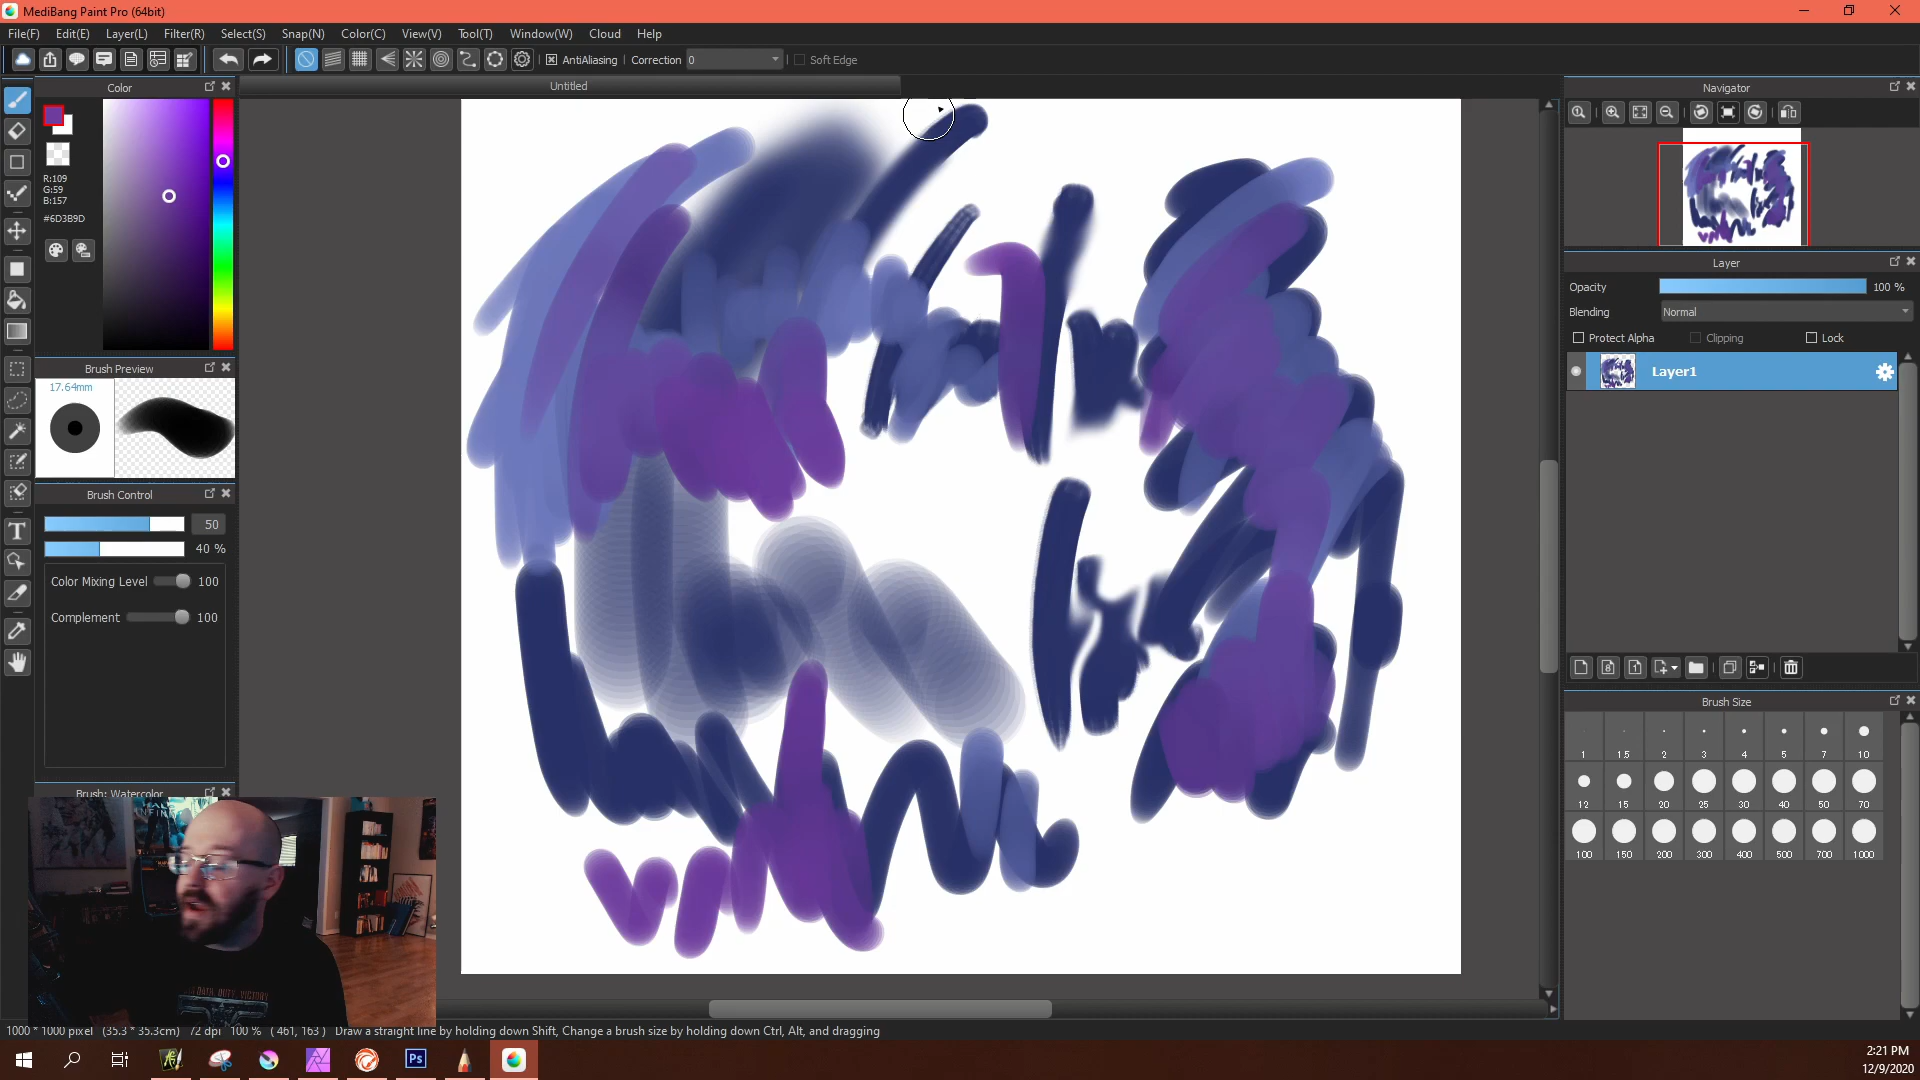 MediBang Paint Pro (64bit)
File(F) Edit(E) Layer(L) Filter(R) Select(S) Snap(N) Color(C) View(V) Tool(T) Window(W) Cloud Help
AntiAliasing Correction 0 Soft Edge
Color
Untitled
Navigator
R:109
G:59
B:157
#6D3B9D
Layer
Opacity 100 %
Blending Normal
Protect Alpha Clipping Lock
Layer1
Brush Preview
17.64mm
Brush Control
50
40 %
Color Mixing Level 100
Complement 100
Brush Size
1 1.5 2 3 4 5 7 10
12 15 20 25 30 40 50 70
100 150 200 300 400 500 700 1000
Brush: Watercolor
1000 * 1000 pixel (35.3 * 35.3cm) 72 dpi 100 % ( 461, 163 ) Draw a straight line by holding down Shift, Change a brush size by holding down Ctrl, Alt, and dragging
Ps
2:21 PM
12/9/2020